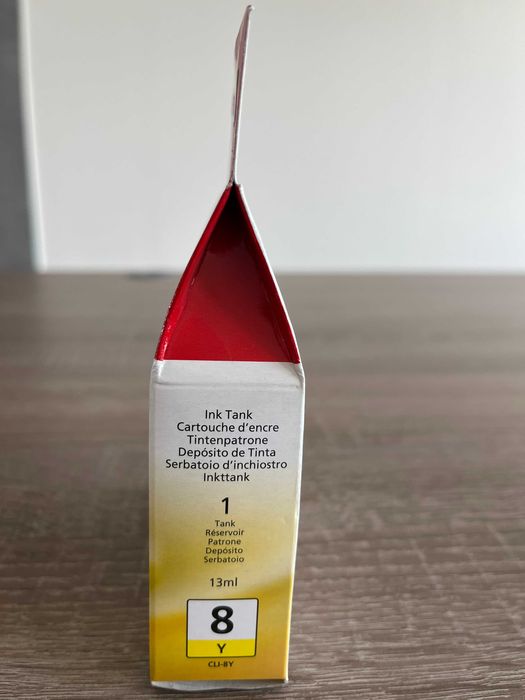 Ink Tank
Cartouche d'encre
Tintenpatrone
Depósito de Tinta
Serbatoio d'inchiostro
Inkttank
1
Tank
Réservoir
Patrone
Depósito
Serbatoio
13ml
8
Y
CLI-8Y